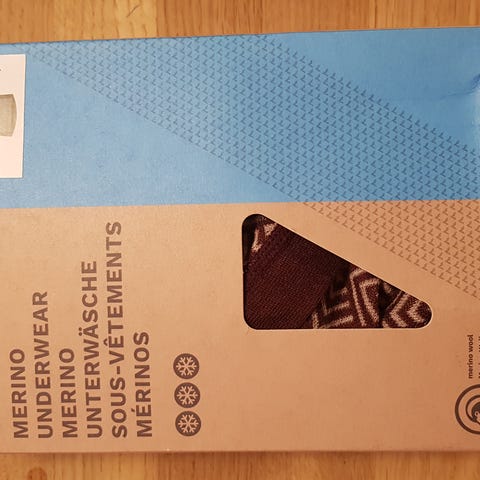 MERINO
UNDERWEAR
MERINO
UNTERWÄSCHE
SOUS-VÊTEMENTS
MÉRINOS
merino wool